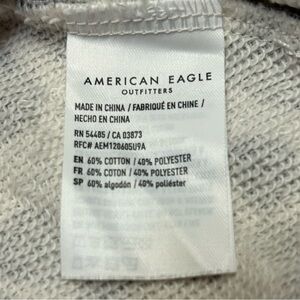 AMERICAN EAGLE
OUTFITTERS
MADE IN CHINA / FABRIQUÉ EN CHINE /
HECHO EN CHINA
RN 54485 / CA 03873
RFC# AEM120605U9A
EN 60% COTTON / 40% POLYESTER
FR 60% COTON / 40% POLYESTER
SP 60% algodón / 40% poliéster